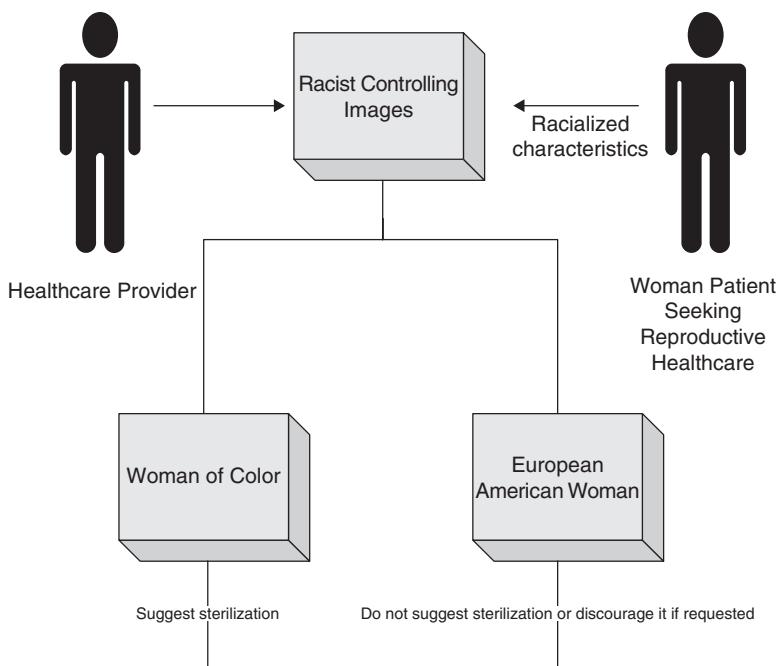 Racist Controlling
Images
Racialized
characteristics
Healthcare Provider
Woman Patient
Seeking
Reproductive
Healthcare
Woman of Color
European
American Woman
Suggest sterilization
Do not suggest sterilization or discourage it if requested